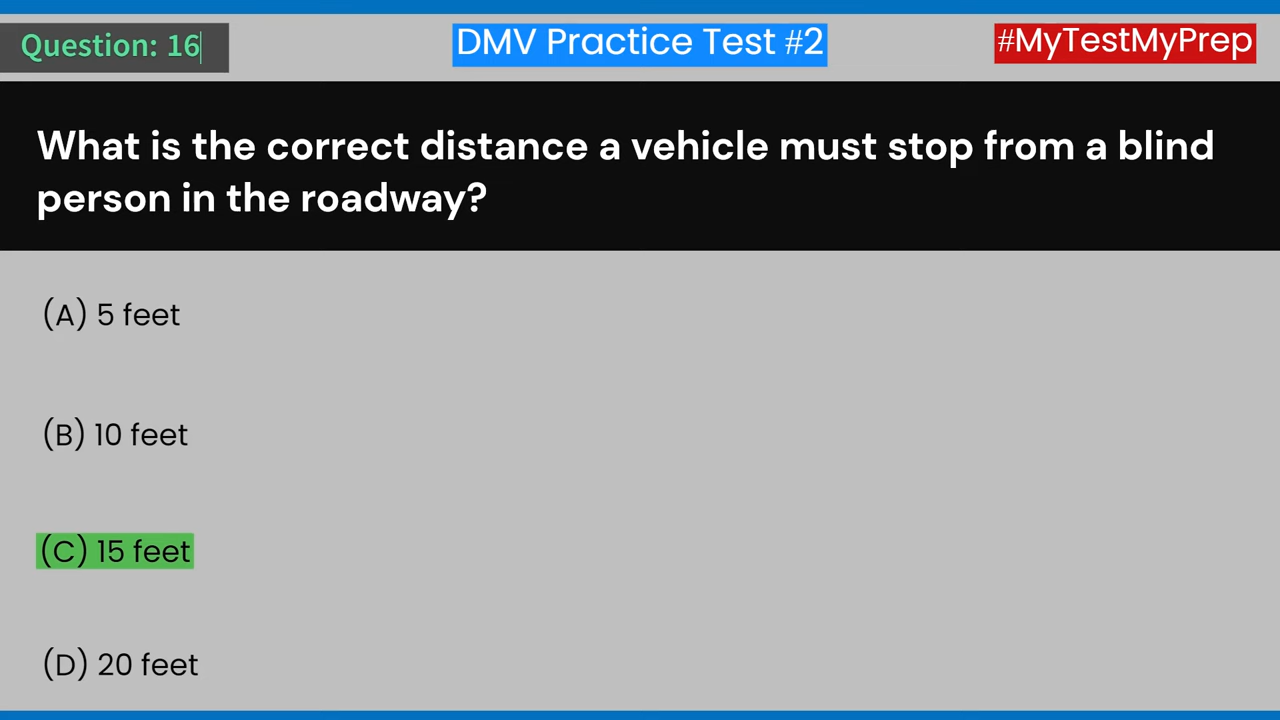 Question: 16
DMV Practice Test #2
#MyTestMyPrep
What is the correct distance a vehicle must stop from a blind
person in the roadway?
(A) 5 feet
(B) 10 feet
(C) 15 feet
(D) 20 feet